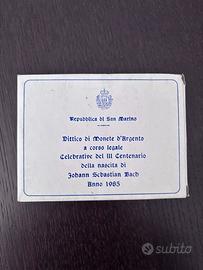 Repubblica di San Marino
Dittico di Monete d'Argento
a corso legale
Celebrative del III Centenario
della nascita di
Johann Sebastian Bach
Anno 1985
subito